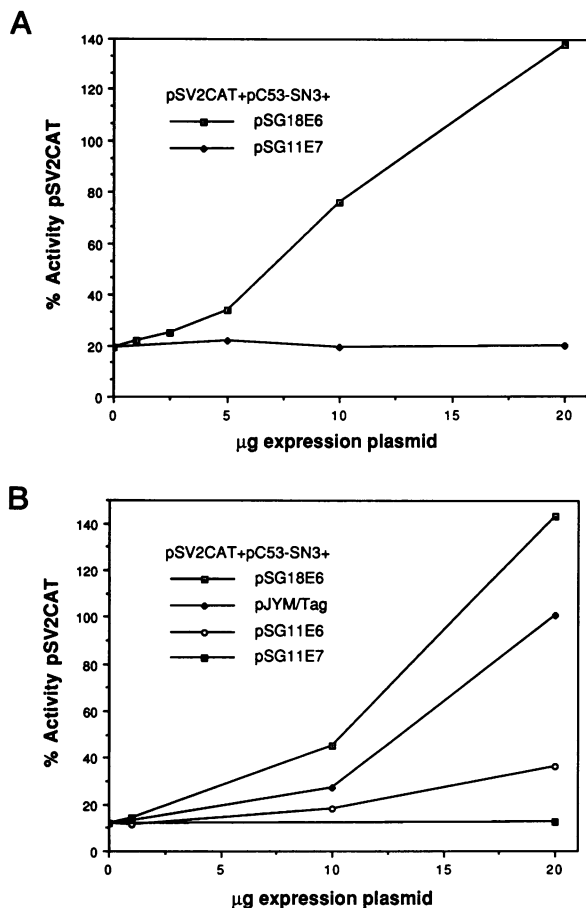 A
140
120
100
80
60
40
20
0
% Activity pSV2CAT
pSV2CAT+pC53-SN3+
pSG18E6
pSG11E7
0
5
10
15
20
µg expression plasmid
B
140
120
100
80
60
40
20
0
% Activity pSV2CAT
pSV2CAT+pC53-SN3+
pSG18E6
pJYM/Tag
pSG11E6
pSG11E7
0
5
10
15
20
µg expression plasmid